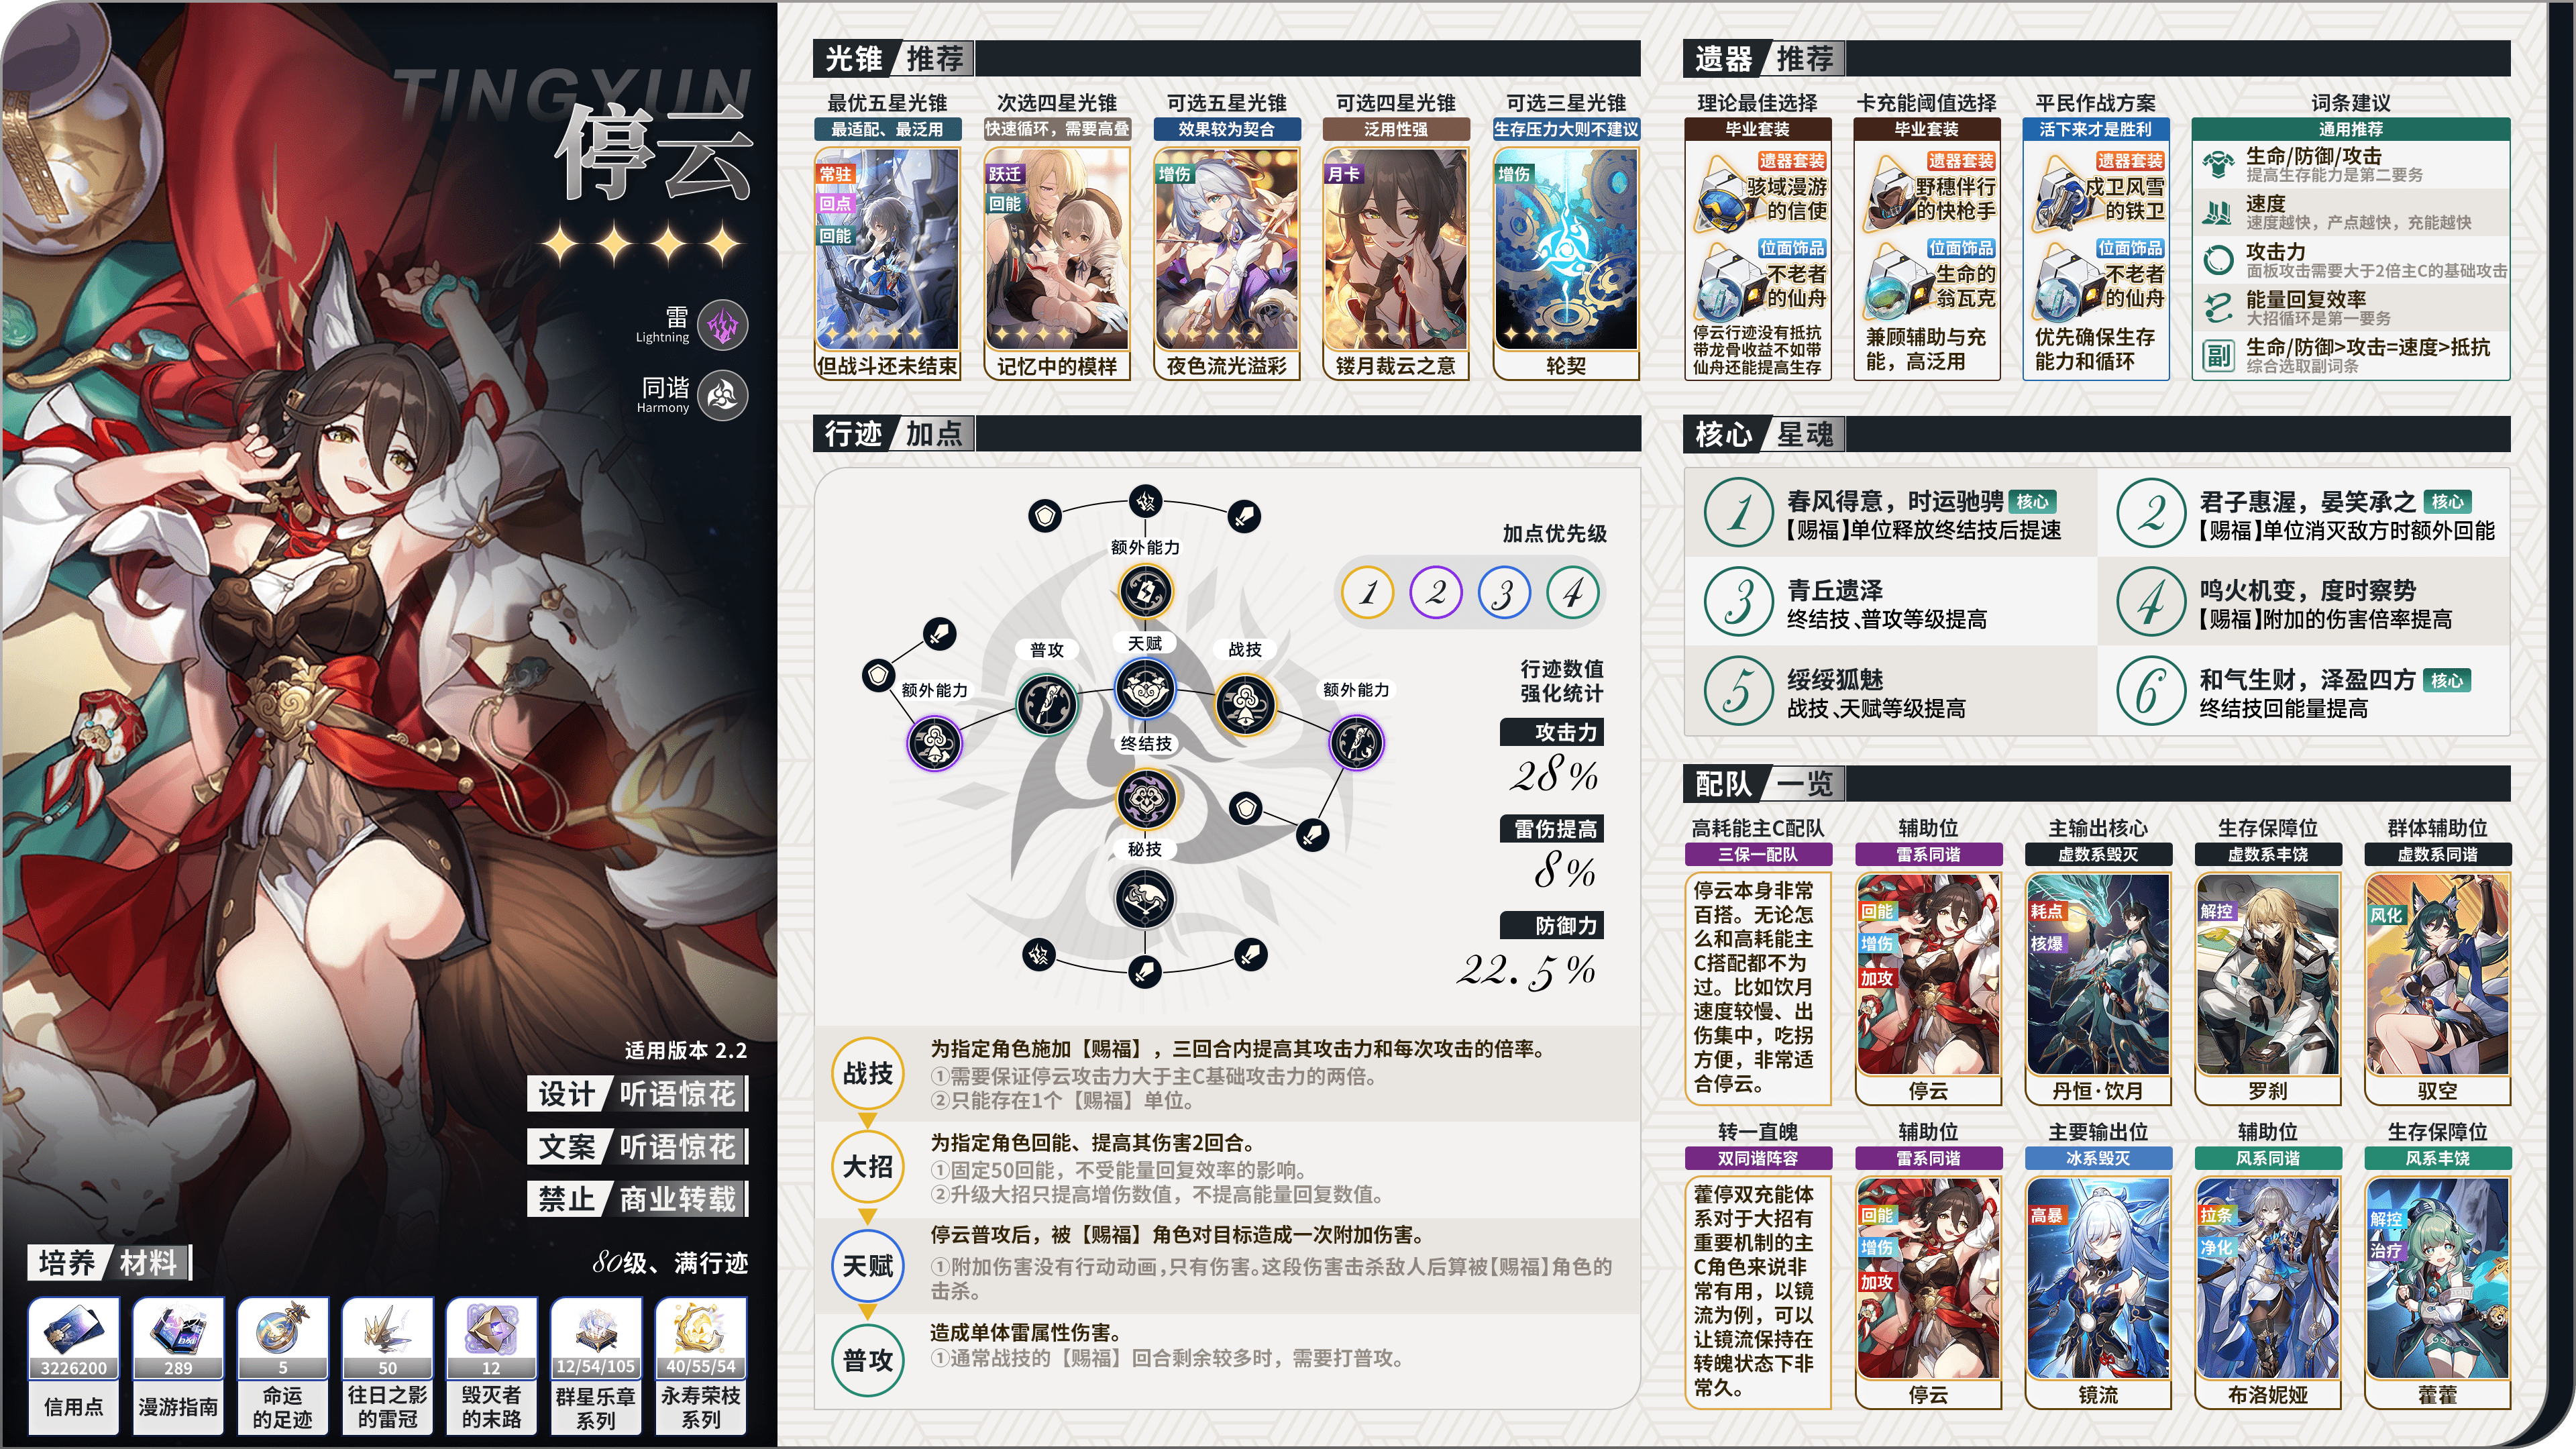 TINGYUN
停云
雷
Lightning
同谐
Harmony
适用版本 2.2
设计 听语惊花
文案 听语惊花
禁止 商业转载
培养 材料
80级、满行迹
3226200
信用点
289
漫游指南
5
命运
的足迹
50
往日之影
的雷冠
12
毁灭者
的末路
12/54/105
群星乐章
系列
40/55/54
永寿荣枝
系列
光锥 推荐
最优五星光锥
最适配、最泛用
常驻
回点
回能
但战斗还未结束
次选四星光锥
快速循环，需要高叠
跃迁
回能
记忆中的模样
可选五星光锥
效果较为契合
增伤
夜色流光溢彩
可选四星光锥
泛用性强
月卡
镂月裁云之意
可选三星光锥
生存压力大则不建议
增伤
轮契
行迹 加点
额外能力
天赋
普攻
战技
额外能力
额外能力
终结技
秘技
加点优先级
1 2 3 4
行迹数值
强化统计
攻击力
28%
雷伤提高
8%
防御力
22.5%
战技
为指定角色施加【赐福】，三回合内提高其攻击力和每次攻击的倍率。
①需要保证停云攻击力大于主C基础攻击力的两倍。
②只能存在1个【赐福】单位。
大招
为指定角色回能、提高其伤害2回合。
①固定50回能，不受能量回复效率的影响。
②升级大招只提高增伤数值，不提高能量回复数值。
天赋
停云普攻后，被【赐福】角色对目标造成一次附加伤害。
①附加伤害没有行动动画，只有伤害。这段伤害击杀敌人后算被【赐福】角色的
击杀。
普攻
造成单体雷属性伤害。
①通常战技的【赐福】回合剩余较多时，需要打普攻。
遗器 推荐
理论最佳选择
毕业套装
遗器套装
骇域漫游
的信使
位面饰品
不老者
的仙舟
停云行迹没有抵抗
带龙骨收益不如带
仙舟还能提高生存
卡充能阈值选择
毕业套装
遗器套装
野穗伴行
的快枪手
位面饰品
生命的
翁瓦克
兼顾辅助与充
能，高泛用
平民作战方案
活下来才是胜利
遗器套装
戍卫风雪
的铁卫
位面饰品
不老者
的仙舟
优先确保生存
能力和循环
词条建议
通用推荐
生命/防御/攻击
提高生存能力是第二要务
速度
速度越快，产点越快，充能越快
攻击力
面板攻击需要大于2倍主C的基础攻击
能量回复效率
大招循环是第一要务
副
生命/防御>攻击=速度>抵抗
综合选取副词条
核心 星魂
1
春风得意，时运驰骋 核心
【赐福】单位释放终结技后提速
2
君子惠渥，晏笑承之 核心
【赐福】单位消灭敌方时额外回能
3
青丘遗泽
终结技、普攻等级提高
4
鸣火机变，度时察势
【赐福】附加的伤害倍率提高
5
绥绥狐魅
战技、天赋等级提高
6
和气生财，泽盈四方 核心
终结技回能量提高
配队 一览
高耗能主C配队
三保一配队
停云本身非常
百搭。无论怎
么和高耗能主
C搭配都不为
过。比如饮月
速度较慢、出
伤集中，吃拐
方便，非常适
合停云。
辅助位
雷系同谐
回能
增伤
加攻
停云
主输出核心
虚数系毁灭
耗点
核爆
丹恒·饮月
生存保障位
虚数系丰饶
解控
罗刹
群体辅助位
虚数系同谐
风化
驭空
转一直魄
双同谐阵容
藿停双充能体
系对于大招有
重要机制的主
C角色来说非
常有用，以镜
流为例，可以
让镜流保持在
转魄状态下非
常久。
辅助位
雷系同谐
回能
增伤
加攻
停云
主要输出位
冰系毁灭
高暴
镜流
辅助位
风系同谐
拉条
净化
布洛妮娅
生存保障位
风系丰饶
解控
治疗
藿藿